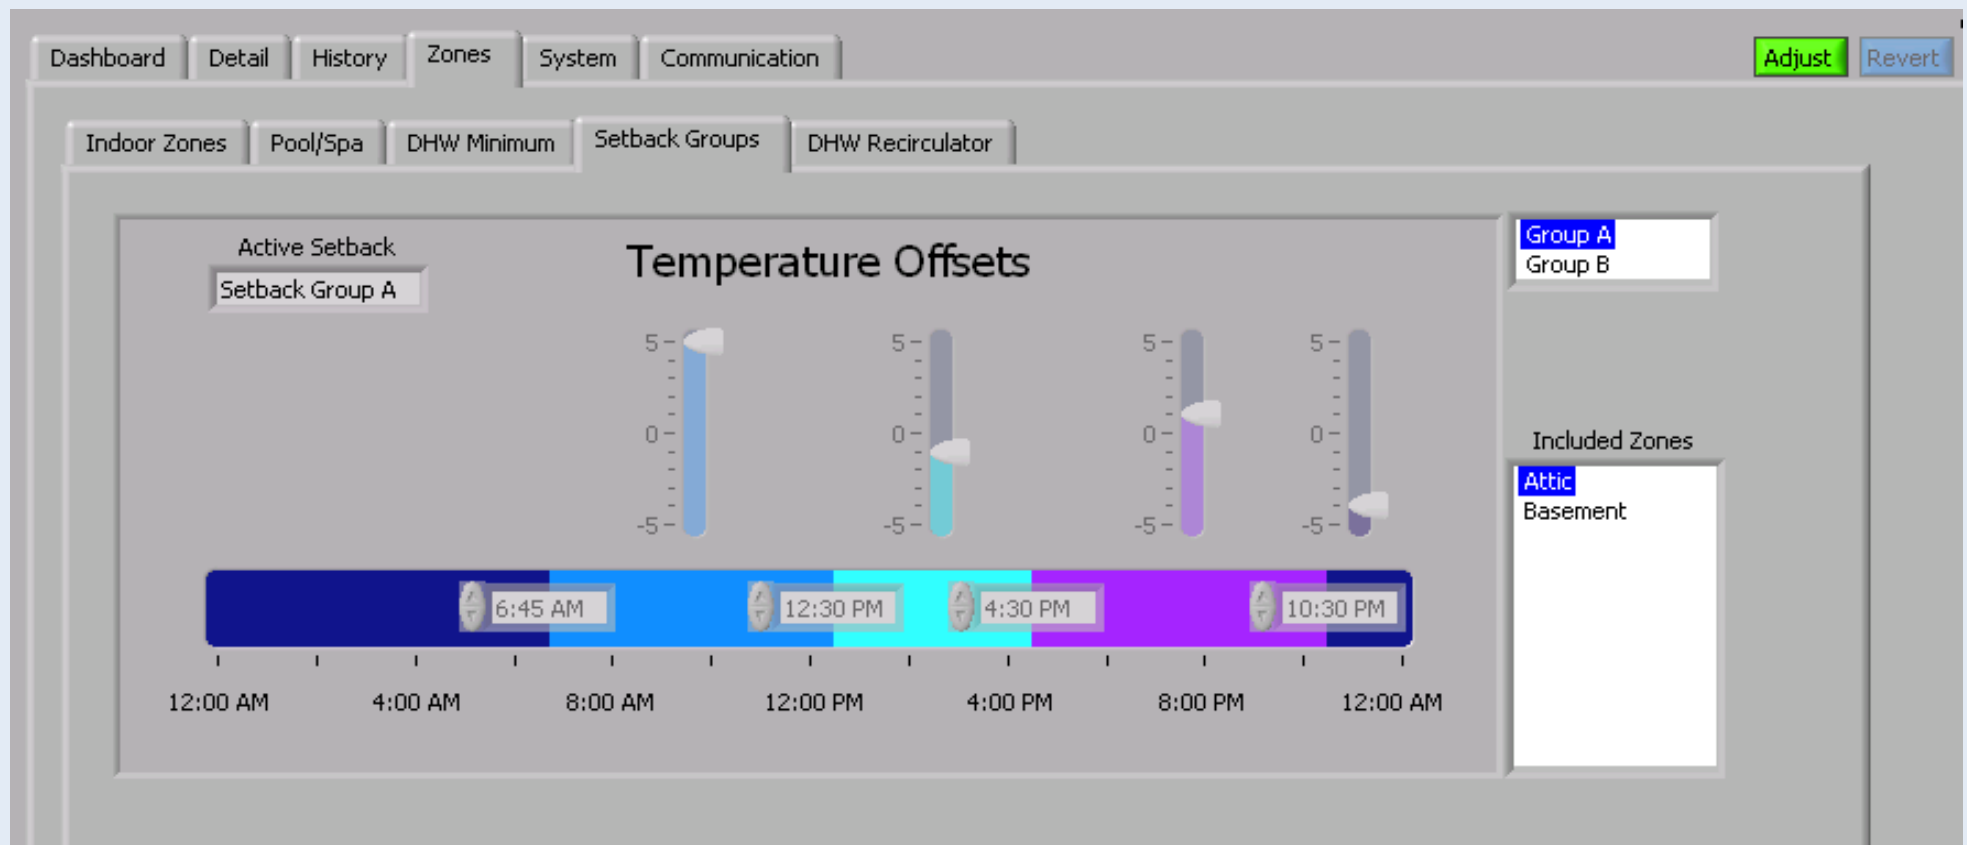 Dashboard Detail History Zones System Communication Adjust Revert
Indoor Zones Pool/Spa DHW Minimum Setback Groups DHW Recirculator
Active Setback
Setback Group A
Temperature Offsets
Group A
Group B
5 5 5 5
0 0 0 0
-5 -5 -5 -5
Included Zones
Attic
Basement
6:45 AM 12:30 PM 4:30 PM 10:30 PM
12:00 AM 4:00 AM 8:00 AM 12:00 PM 4:00 PM 8:00 PM 12:00 AM